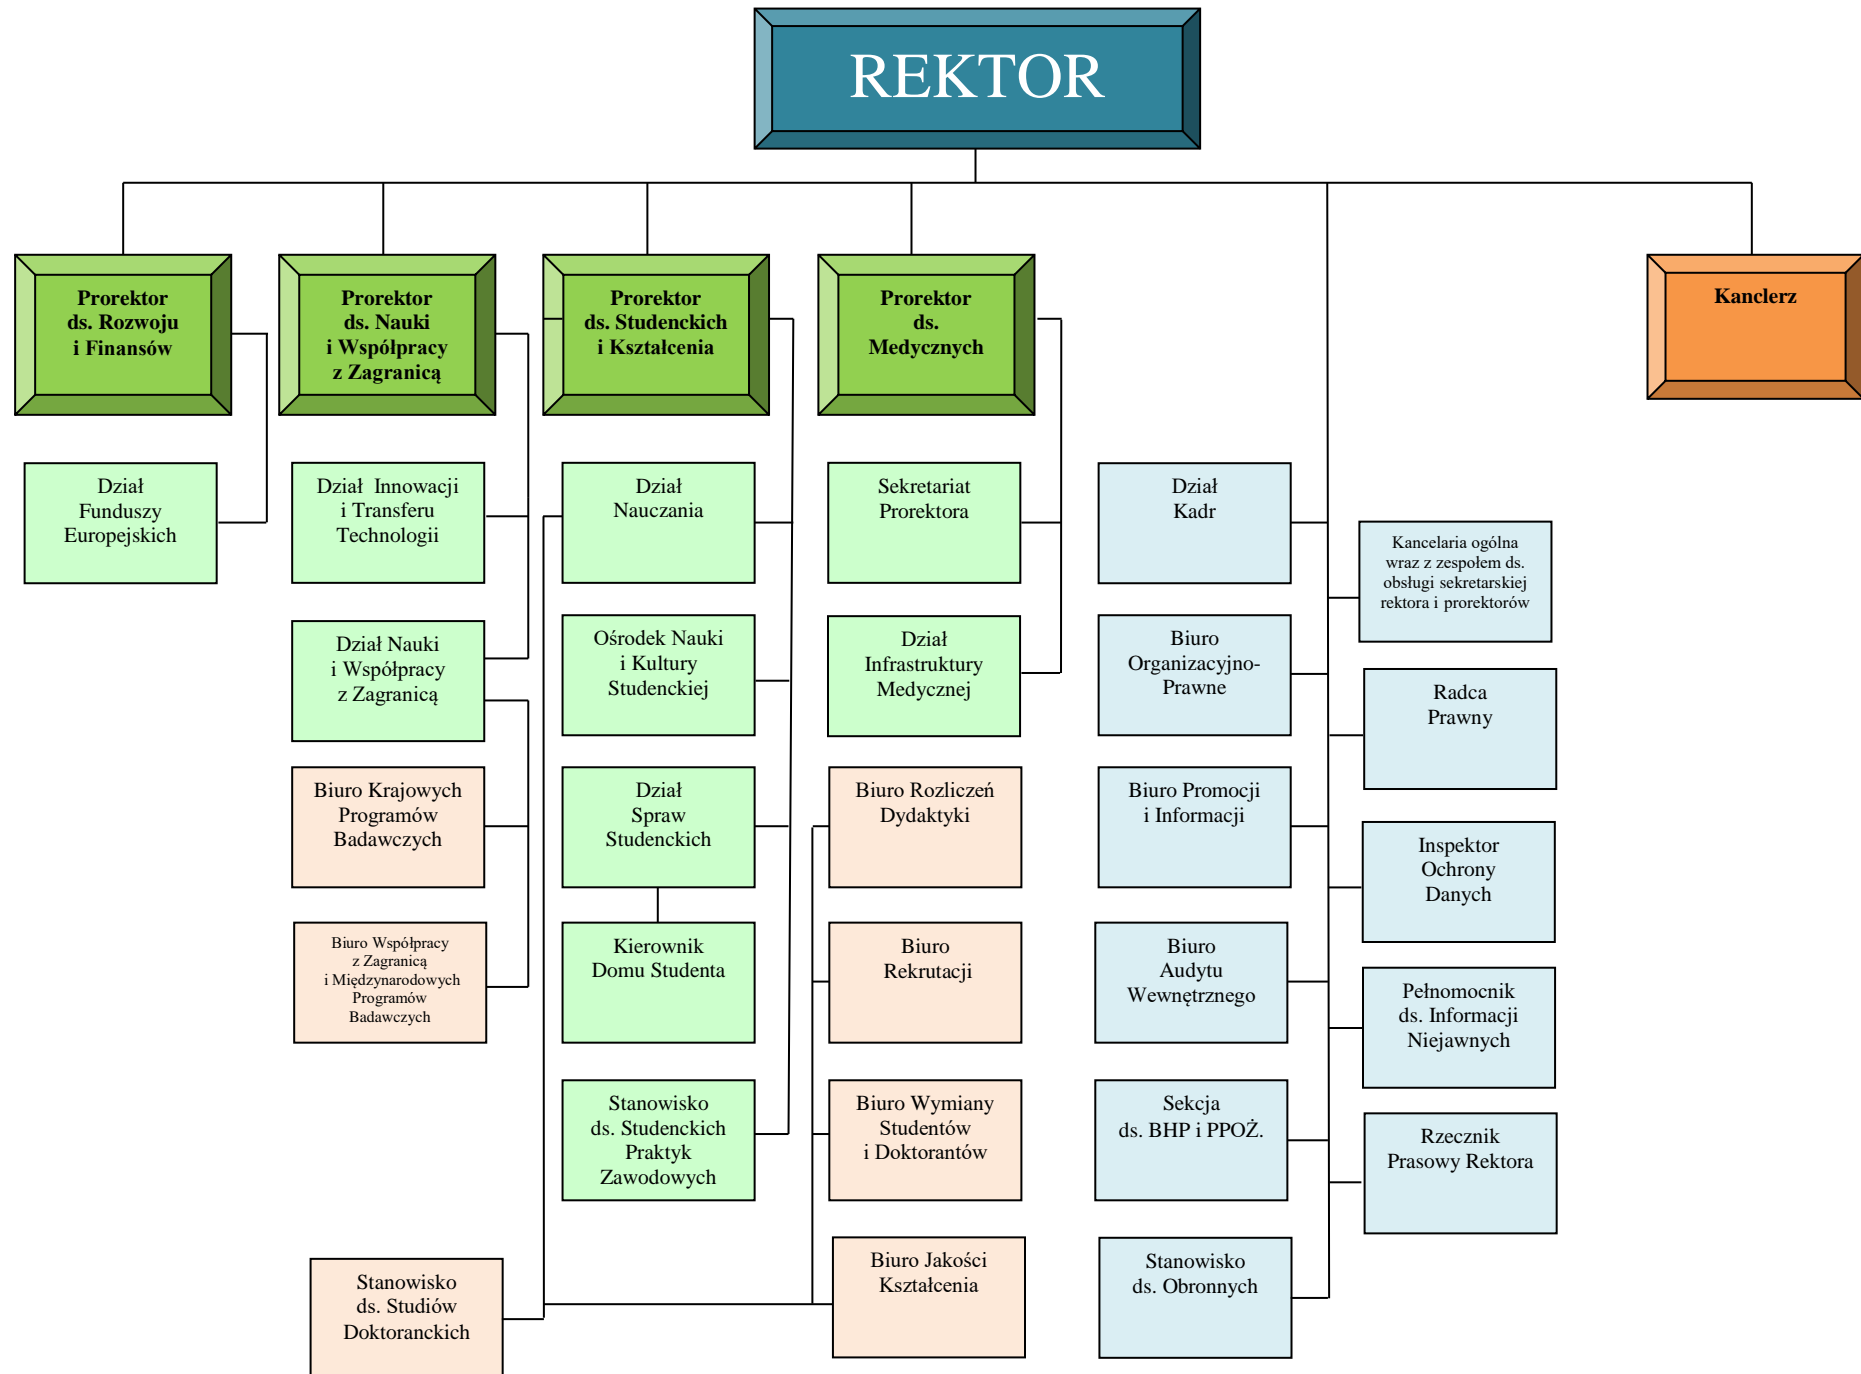 REKTOR
Prorektor
ds. Rozwoju
i Finansów
Prorektor
ds. Nauki
i Współpracy
z Zagranicą
Prorektor
ds. Studenckich
i Kształcenia
Prorektor
ds.
Medycznych
Kanclerz
Dział
Funduszy
Europejskich
Dział Innowacji
i Transferu
Technologii
Dział
Nauczania
Sekretariat
Prorektora
Dział
Kadr
Kancelaria ogólna
wraz z zespołem ds.
obsługi sekretarskiej
rektora i prorektorów
Dział Nauki
i Współpracy
z Zagranicą
Ośrodek Nauki
i Kultury
Studenckiej
Dział
Infrastruktury
Medycznej
Biuro
Organizacyjno-
Prawne
Radca
Prawny
Biuro Krajowych
Programów
Badawczych
Dział
Spraw
Studenckich
Biuro Rozliczeń
Dydaktyki
Biuro Promocji
i Informacji
Inspektor
Ochrony
Danych
Biuro Współpracy
z Zagranicą
i Międzynarodowych
Programów
Badawczych
Kierownik
Domu Studenta
Biuro
Rekrutacji
Biuro
Audytu
Wewnętrznego
Pełnomocnik
ds. Informacji
Niejawnych
Stanowisko
ds. Studenckich
Praktyk
Zawodowych
Biuro Wymiany
Studentów
i Doktorantów
Sekcja
ds. BHP i PPOŻ.
Rzecznik
Prasowy Rektora
Stanowisko
ds. Studiów
Doktoranckich
Biuro Jakości
Kształcenia
Stanowisko
ds. Obronnych